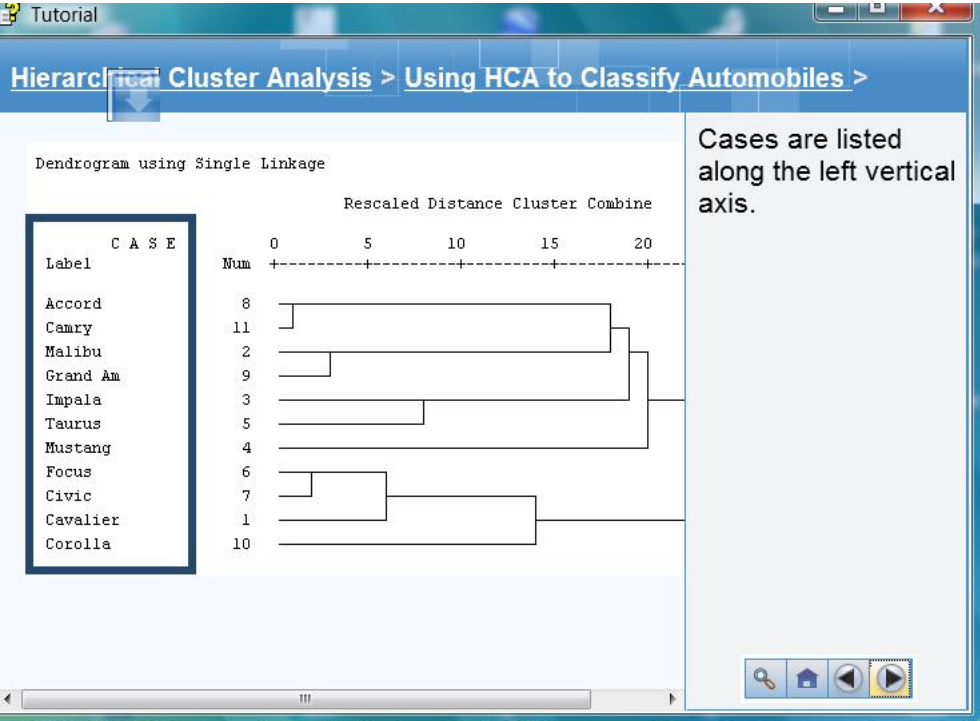 Tutorial
Hierarchical Cluster Analysis > Using HCA to Classify Automobiles >
Dendrogram using Single Linkage
Rescaled Distance Cluster Combine
C A S E 0 5 10 15 20
Label Num +---------+---------+---------+---------+----
Accord 8
Camry 11
Malibu 2
Grand Am 9
Impala 3
Taurus 5
Mustang 4
Focus 6
Civic 7
Cavalier 1
Corolla 10
Cases are listed
along the left vertical
axis.